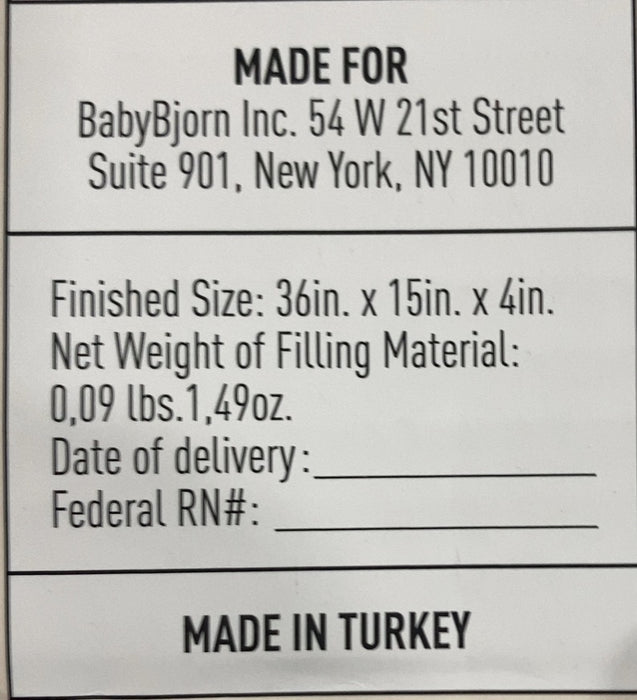 MADE FOR
BabyBjorn Inc. 54 W 21st Street
Suite 901, New York, NY 10010
Finished Size: 36in. x 15in. x 4in.
Net Weight of Filling Material:
0,09 lbs.1,49oz.
Date of delivery:
Federal RN#:
MADE IN TURKEY